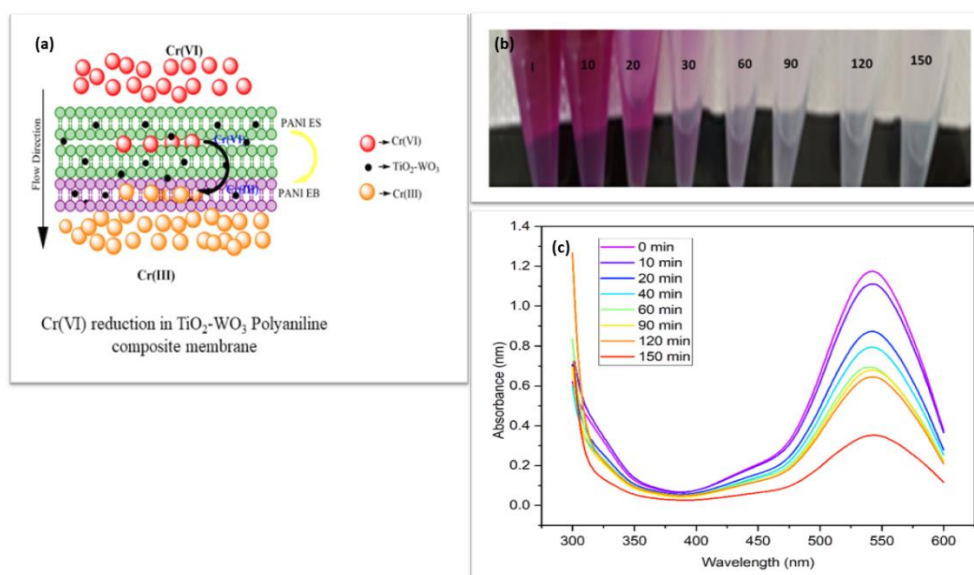 (a)
Cr(VI)
PANI ES
Cr(VI)
Cr(VI)
TiO₂-WO₃
Flow Direction
Cr(III)
PANI EB
Cr(III)
Cr(III)
Cr(VI) reduction in TiO₂-WO₃ Polyaniline
composite membrane
(b)
I 10 20 30 60 90 120 150
(c)
0 min
10 min
20 min
40 min
60 min
90 min
120 min
150 min
1.4
1.2
1.0
0.8
0.6
0.4
0.2
0.0
Absorbance (nm)
300 350 400 450 500 550 600
Wavelength (nm)